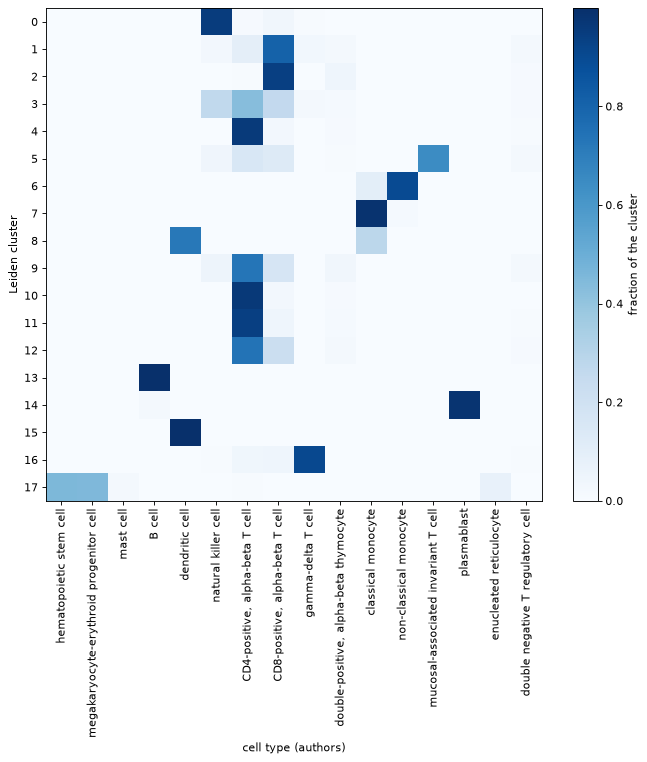 Leiden cluster
0
1
2
3
4
5
6
7
8
9
10
11
12
13
14
15
16
17
hematopoietic stem cell
megakaryocyte-erythroid progenitor cell
mast cell
B cell
dendritic cell
natural killer cell
CD4-positive, alpha-beta T cell
CD8-positive, alpha-beta T cell
gamma-delta T cell
double-positive, alpha-beta thymocyte
classical monocyte
non-classical monocyte
mucosal-associated invariant T cell
plasmablast
enucleated reticulocyte
double negative T regulatory cell
cell type (authors)
0.8
0.6
0.4
0.2
0.0
fraction of the cluster